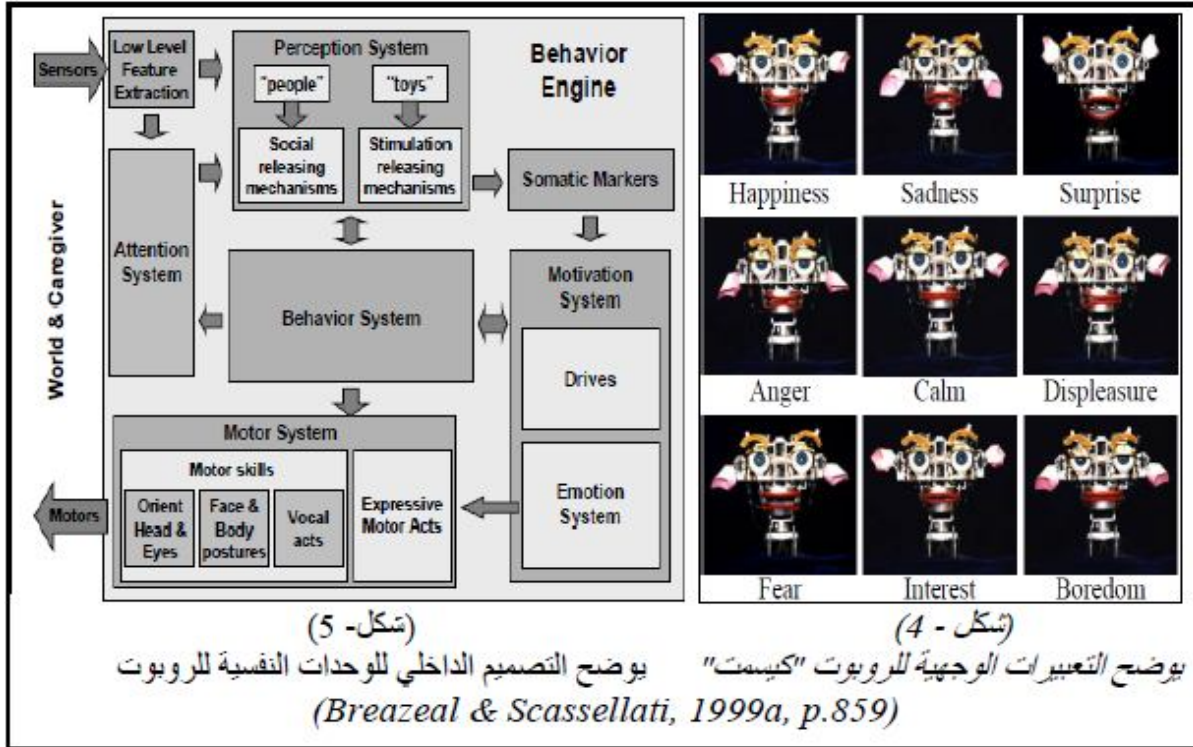 World & Caregiver
Sensors
Low Level
Feature
Extraction
Attention
System
Perception System
"people"
"toys"
Social
releasing
mechanisms
Stimulation
releasing
mechanisms
Behavior
Engine
Somatic Markers
Behavior System
Motivation
System
Drives
Emotion
System
Motor System
Motor skills
Orient
Head &
Eyes
Face &
Body
postures
Vocal
acts
Expressive
Motor Acts
Motors
Happiness
Sadness
Surprise
Anger
Calm
Displeasure
Fear
Interest
Boredom
(شكل - 4)
يوضح التعبيرات الوجهية للروبوت "كيسمت"
(شكل- 5)
يوضح التصميم الداخلي للوحدات النفسية للروبوت
(Breazeal & Scassellati, 1999a, p.859)